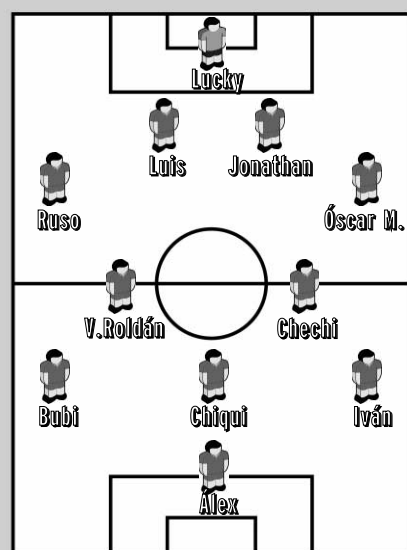 Lucky
Luis Jonathan
Ruso Óscar M.
V.Roldán Chechi
Bubi Chiqui Iván
Álex